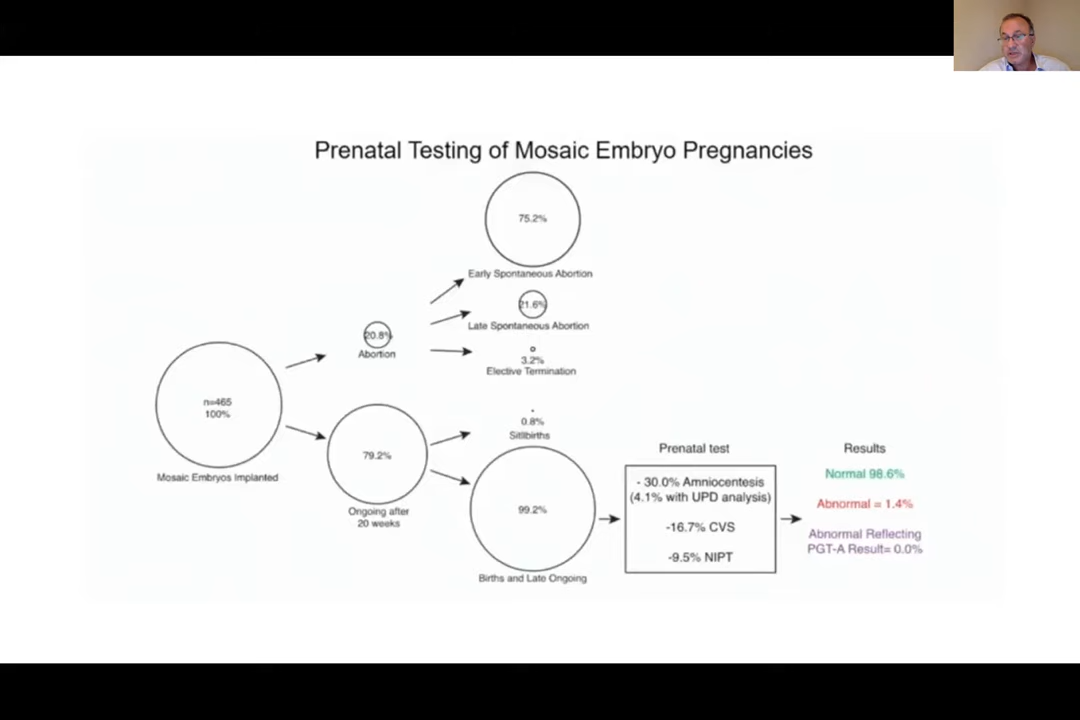 Prenatal Testing of Mosaic Embryo Pregnancies
75.2%
Early Spontaneous Abortion
21.6%
Late Spontaneous Abortion
3.2%
Elective Termination
20.8%
Abortion
n=465
100%
Mosaic Embryos Implanted
79.2%
Ongoing after
20 weeks
0.8%
Stillbirths
99.2%
Births and Late Ongoing
Prenatal test
- 30.0% Amniocentesis
(4.1% with UPD analysis)
-16.7% CVS
-9.5% NIPT
Results
Normal 98.6%
Abnormal = 1.4%
Abnormal Reflecting
PGT-A Result= 0.0%